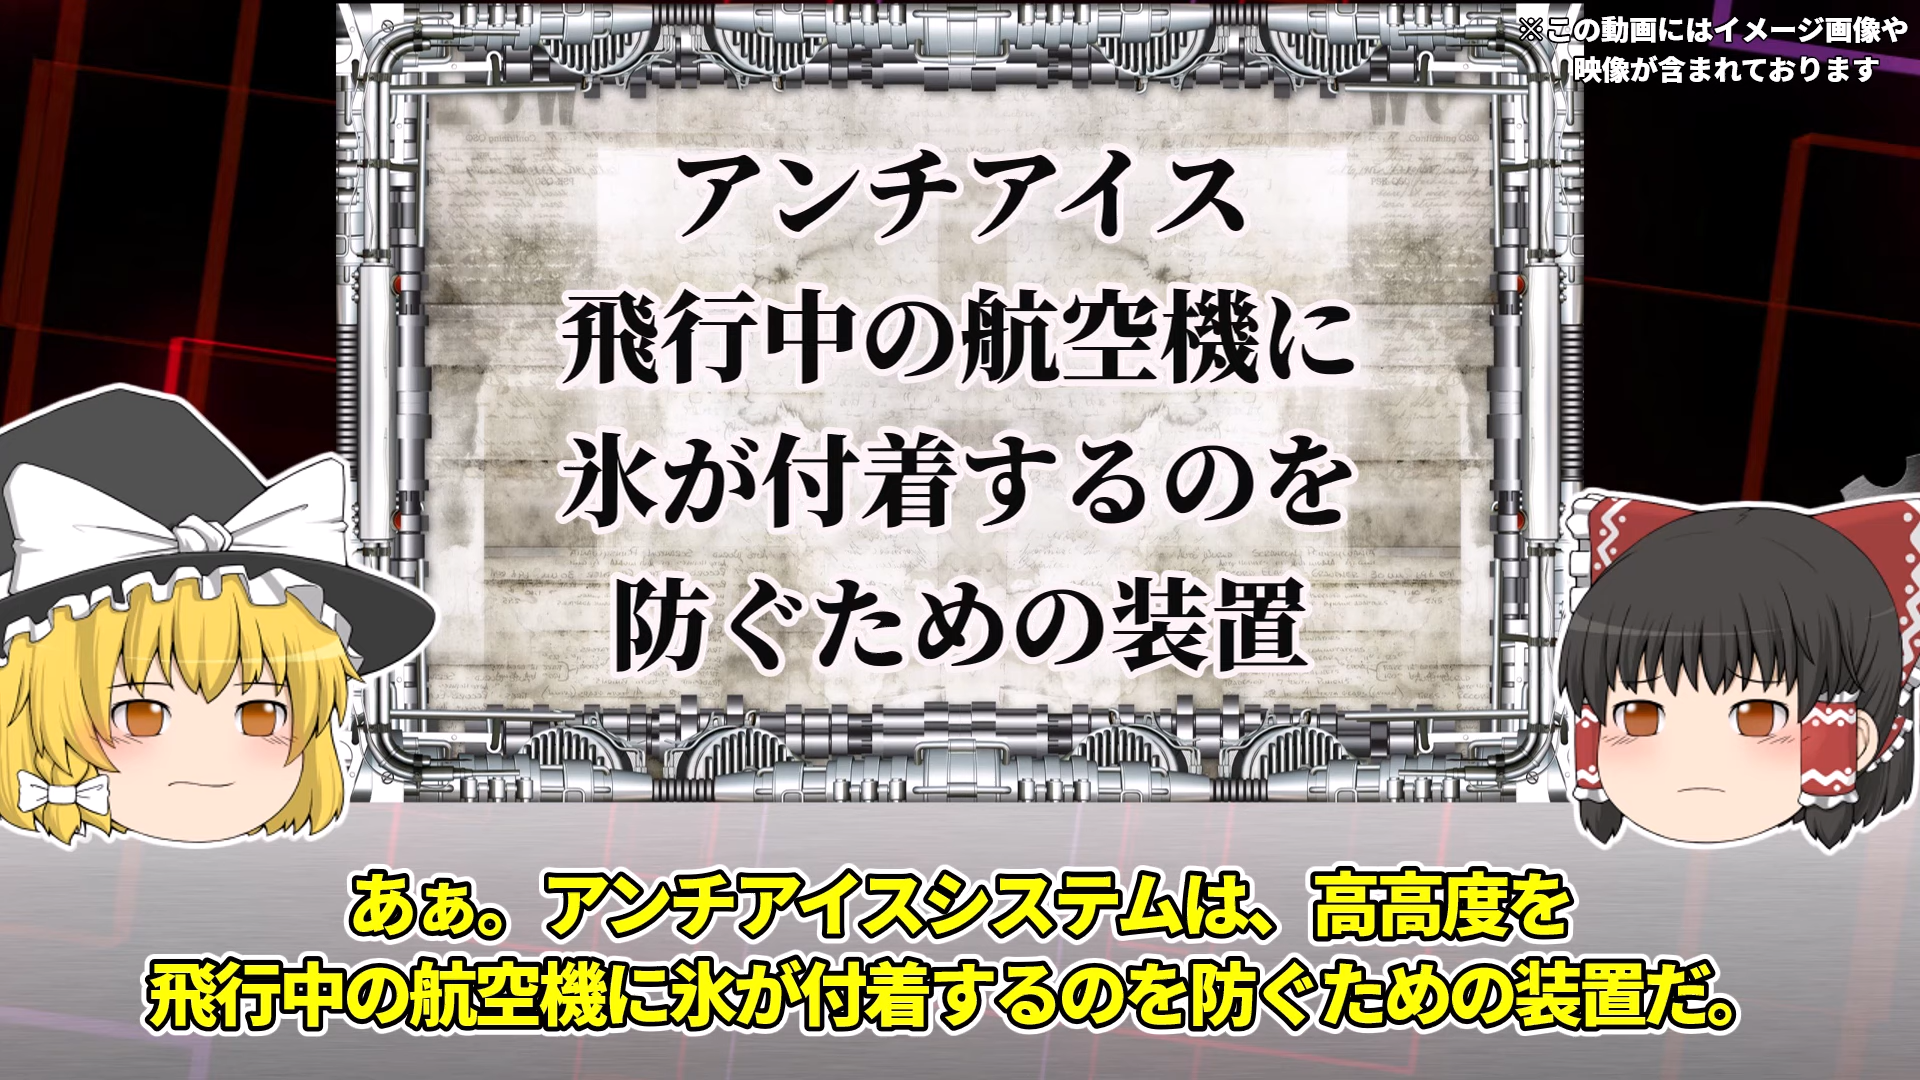 ※この動画にはイメージ画像や
映像が含まれております
アンチアイス
飛行中の航空機に
氷が付着するのを
防ぐための装置
あぁ。アンチアイスシステムは、高高度を
飛行中の航空機に氷が付着するのを防ぐための装置だ。